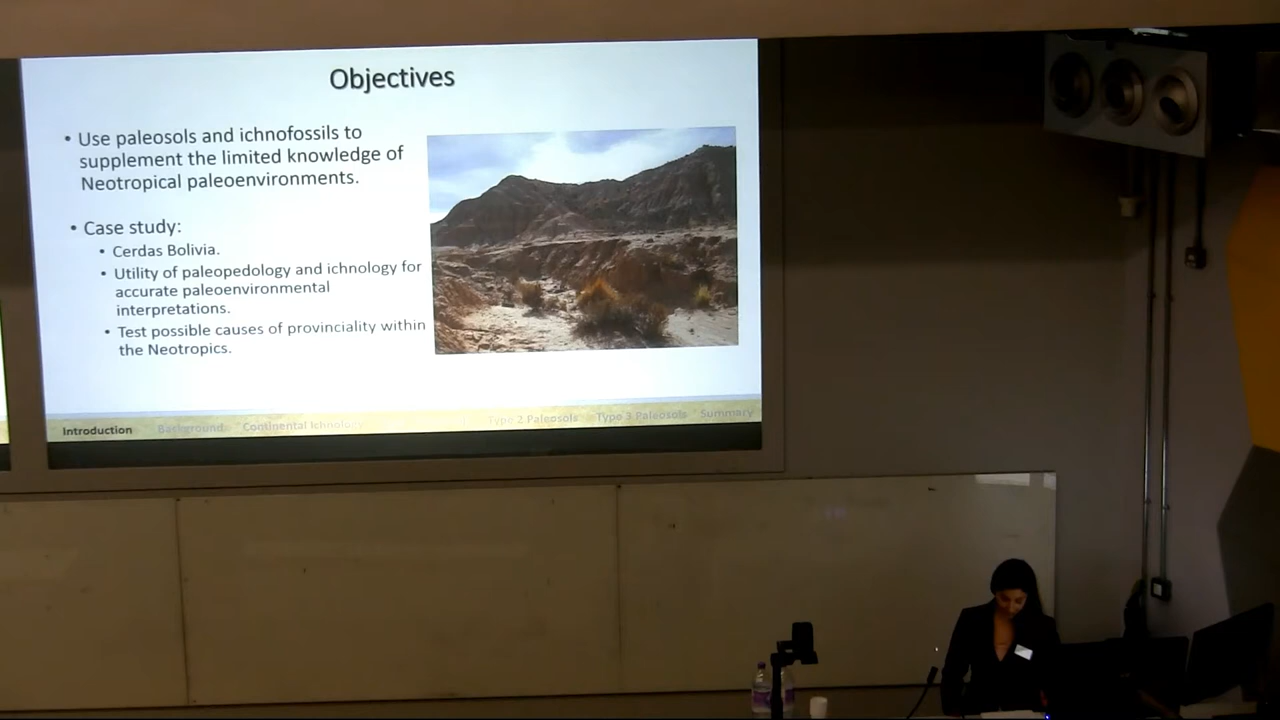 Objectives
• Use paleosols and ichnofossils to
supplement the limited knowledge of
Neotropical paleoenvironments.
• Case study:
• Cerdas Bolivia.
• Utility of paleopedology and ichnology for
accurate paleoenvironmental
interpretations.
• Test possible causes of provinciality within
the Neotropics.
Introduction Background Continental Ichnology Type 2 Paleosols Type 3 Paleosols Summary